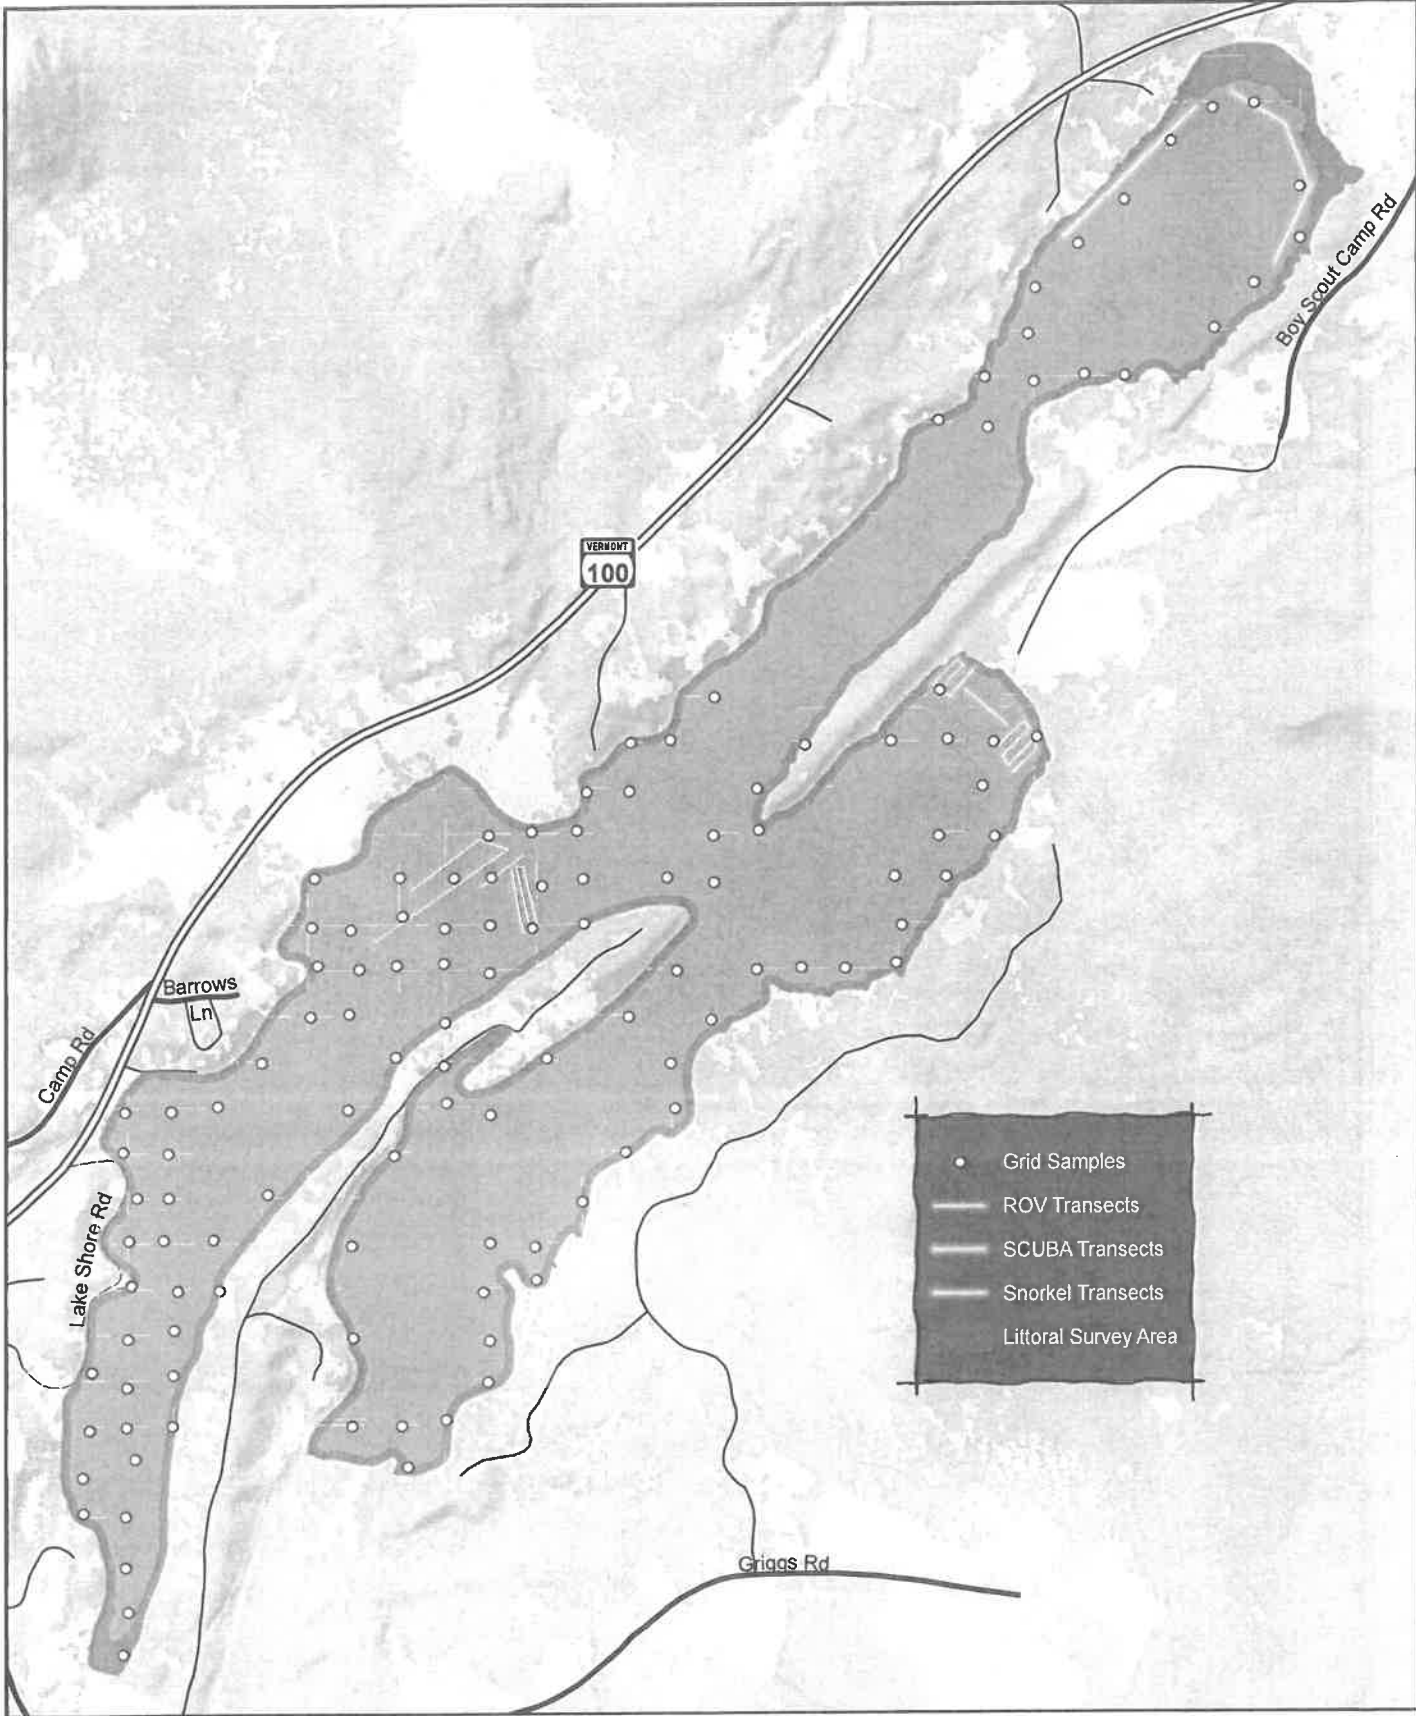 Boy Scout Camp Rd
VERMONT
100
Barrows
Ln
Camp Rd
Lake Shore Rd
Grid Samples
ROV Transects
SCUBA Transects
Snorkel Transects
Littoral Survey Area
Griggs Rd